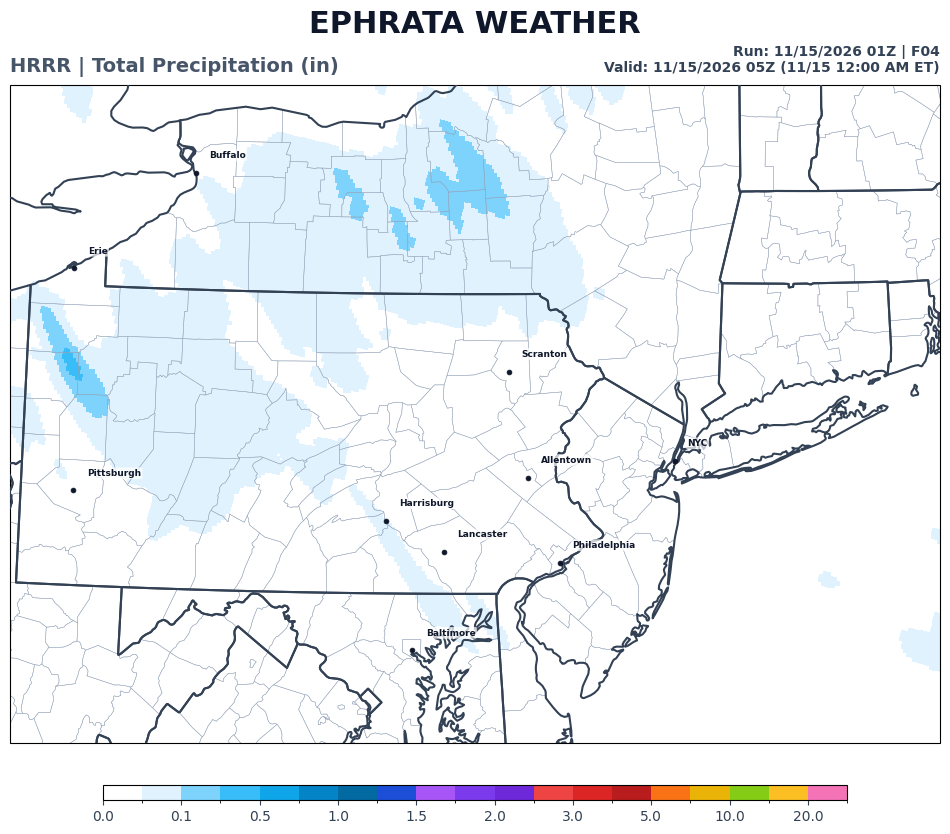 EPHRATA WEATHER
HRRR | Total Precipitation (in)
Run: 11/15/2026 01Z | F04
Valid: 11/15/2026 05Z (11/15 12:00 AM ET)
Buffalo
Erie
Scranton
NYC
Allentown
Pittsburgh
Harrisburg
Lancaster
Philadelphia
Baltimore
0.0 0.1 0.5 1.0 1.5 2.0 3.0 5.0 10.0 20.0